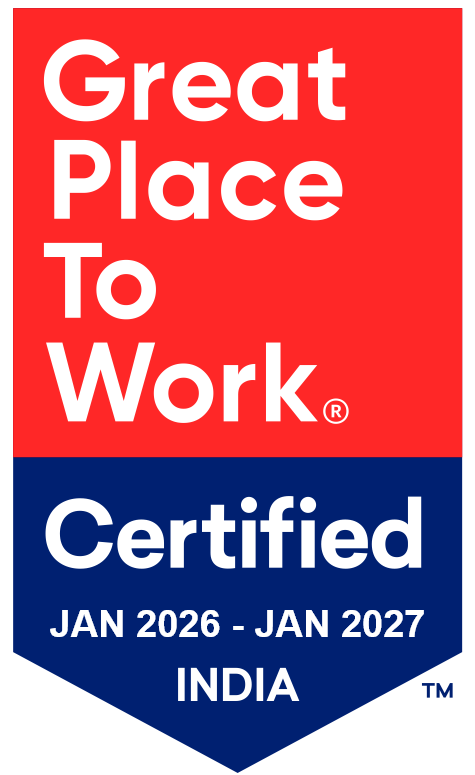 Great
Place
To
Work®
Certified
JAN 2026 - JAN 2027
INDIA
TM